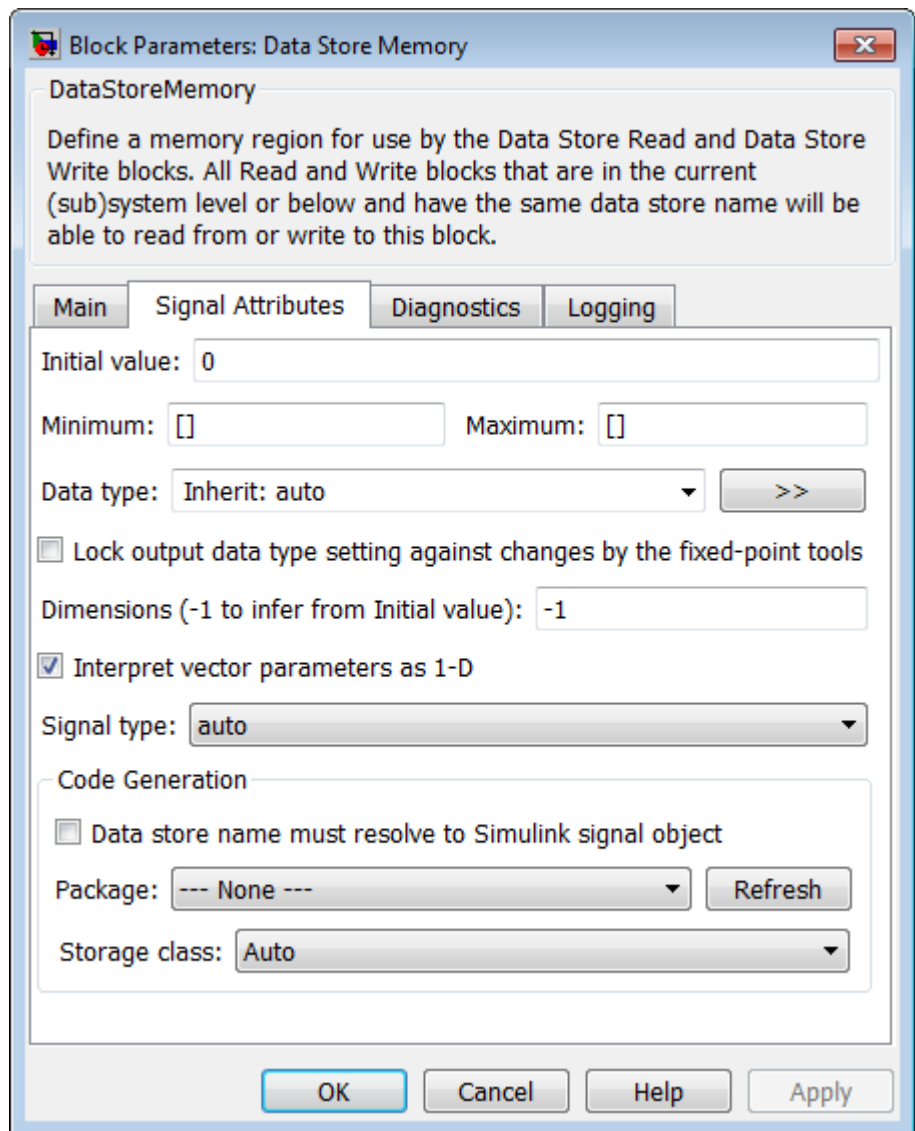 Block Parameters: Data Store Memory
DataStoreMemory
Define a memory region for use by the Data Store Read and Data Store
Write blocks. All Read and Write blocks that are in the current
(sub)system level or below and have the same data store name will be
able to read from or write to this block.
Main Signal Attributes Diagnostics Logging
Initial value: 0
Minimum: [] Maximum: []
Data type: Inherit: auto >>
Lock output data type setting against changes by the fixed-point tools
Dimensions (-1 to infer from Initial value): -1
Interpret vector parameters as 1-D
Signal type: auto
Code Generation
Data store name must resolve to Simulink signal object
Package: --- None --- Refresh
Storage class: Auto
OK Cancel Help Apply